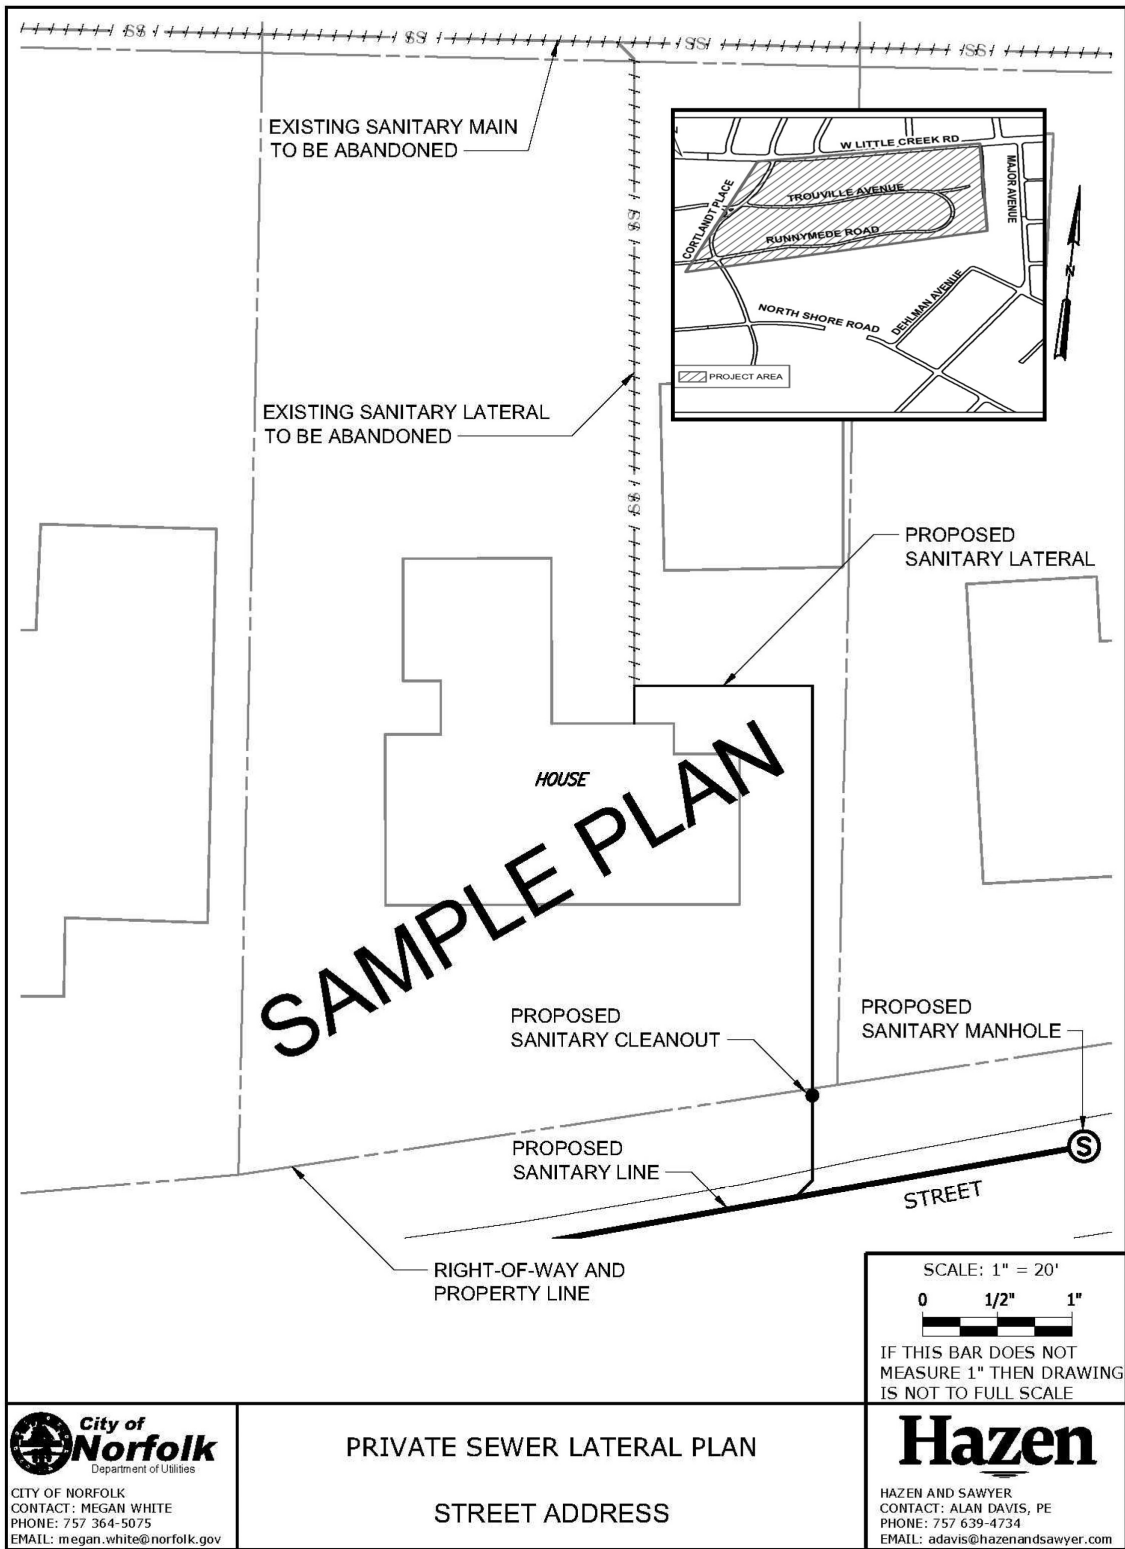 SS
SS
SS
SS
EXISTING SANITARY MAIN
TO BE ABANDONED
W LITTLE CREEK RD
MAJOR AVENUE
CORTLANDT PLACE
TROUVILLE AVENUE
RUNNYMEDE ROAD
SS
N
NORTH SHORE ROAD
DEHLMAN AVENUE
PROJECT AREA
EXISTING SANITARY LATERAL
TO BE ABANDONED
SS
PROPOSED
SANITARY LATERAL
HOUSE
SAMPLE PLAN
PROPOSED
SANITARY CLEANOUT
PROPOSED
SANITARY MANHOLE
S
PROPOSED
SANITARY LINE
STREET
RIGHT-OF-WAY AND
PROPERTY LINE
SCALE: 1" = 20'
0 1/2" 1"
IF THIS BAR DOES NOT
MEASURE 1" THEN DRAWING
IS NOT TO FULL SCALE
City of
Norfolk
Department of Utilities
CITY OF NORFOLK
CONTACT: MEGAN WHITE
PHONE: 757 364-5075
EMAIL: megan.white@norfolk.gov
PRIVATE SEWER LATERAL PLAN
STREET ADDRESS
Hazen
HAZEN AND SAWYER
CONTACT: ALAN DAVIS, PE
PHONE: 757 639-4734
EMAIL: adavis@hazenandsawyer.com